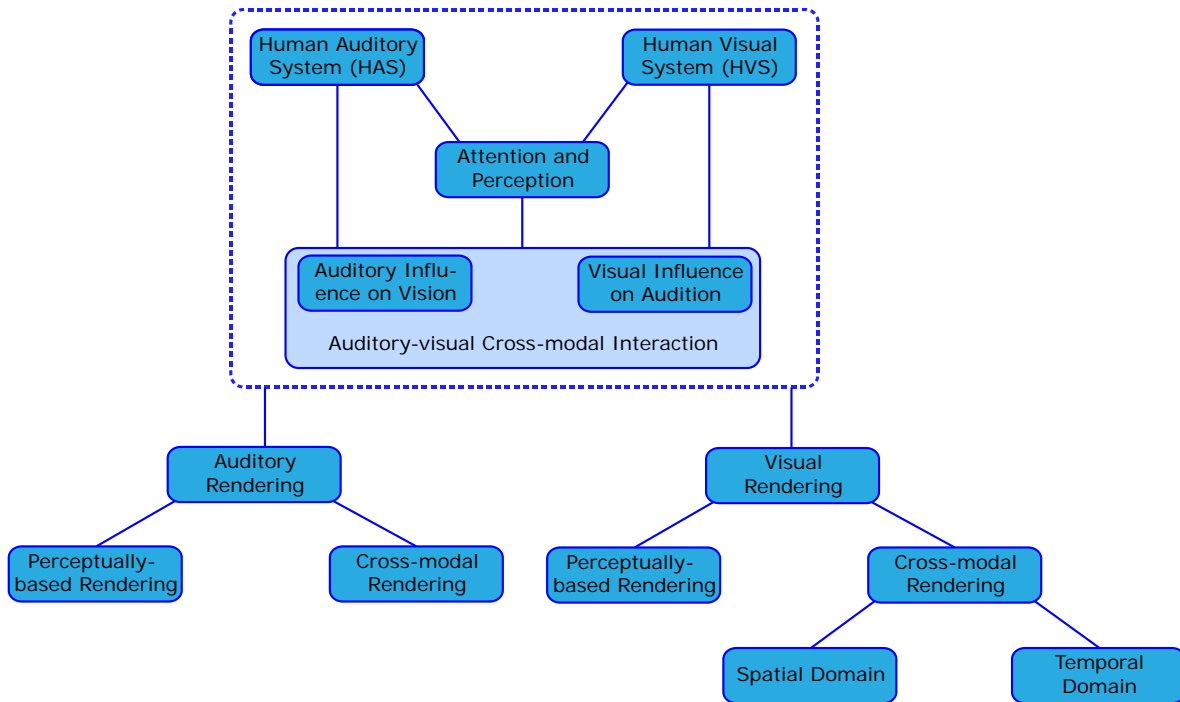 Human Auditory
System (HAS)
Human Visual
System (HVS)
Attention and
Perception
Auditory Influ-
ence on Vision
Visual Influence
on Audition
Auditory-visual Cross-modal Interaction
Auditory
Rendering
Visual
Rendering
Perceptually-
based Rendering
Cross-modal
Rendering
Perceptually-
based Rendering
Cross-modal
Rendering
Spatial Domain
Temporal
Domain